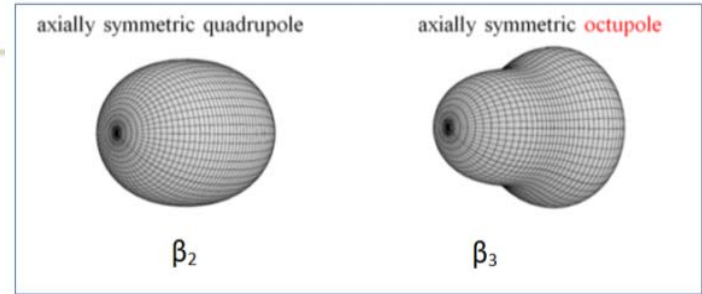 axially symmetric quadrupole
axially symmetric octupole
β₂
β₃